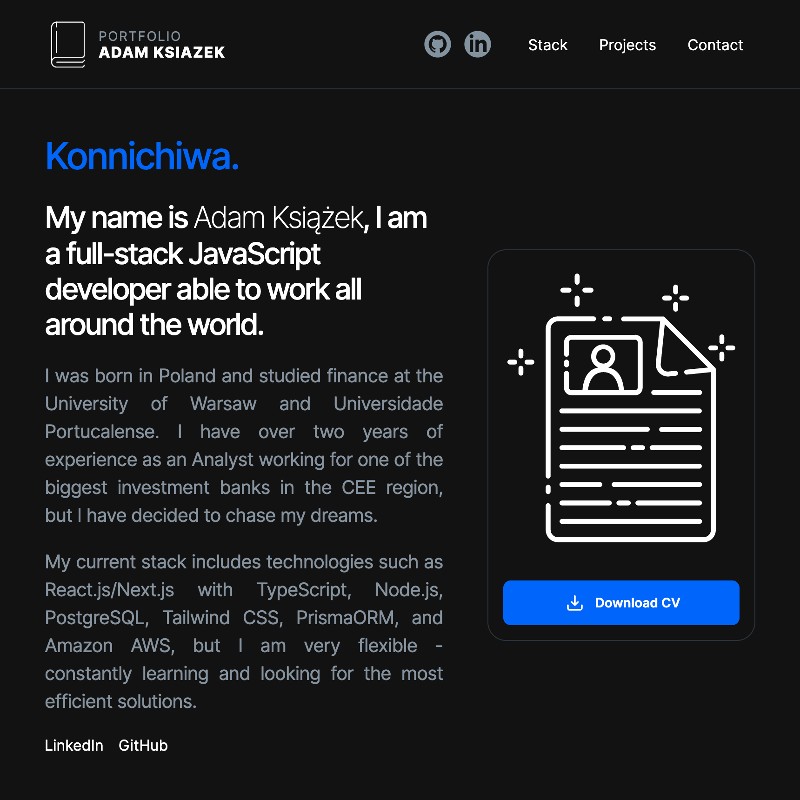 PORTFOLIO
ADAM KSIAZEK
in
Stack
Projects
Contact
Konnichiwa.
My name is Adam Książek, I am
a full-stack JavaScript
developer able to work all
around the world.
I was born in Poland and studied finance at the
University of Warsaw and Universidade
Portucalense. I have over two years of
experience as an Analyst working for one of the
biggest investment banks in the CEE region,
but I have decided to chase my dreams.
My current stack includes technologies such as
React.js/Next.js with TypeScript, Node.js,
PostgreSQL, Tailwind CSS, PrismaORM, and
Amazon AWS, but I am very flexible -
constantly learning and looking for the most
efficient solutions.
LinkedIn GitHub
Download CV